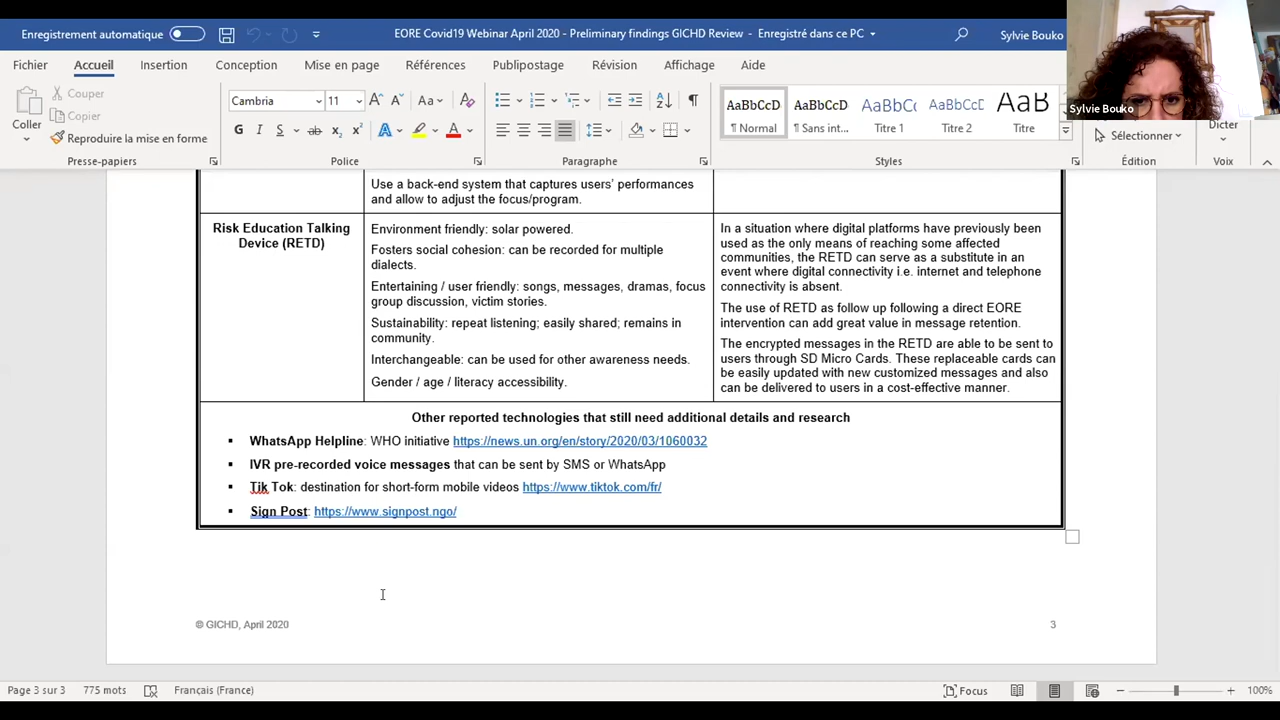 Enregistrement automatique
EORE Covid19 Webinar April 2020 - Preliminary findings GICHD Review - Enregistré dans ce PC
Sylvie Bouko
Fichier Accueil Insertion Conception Mise en page Références Publipostage Révision Affichage Aide
Coller
Couper
Copier
Reproduire la mise en forme
Presse-papiers
Cambria 11
Police
Paragraphe
AaBbCcD
¶ Normal
AaBbCcD
¶ Sans int...
AaBbCc
Titre 1
AaBbCcD
Titre 2
AaB
Titre
Styles
Sélectionner
Édition
Dicter
Voix
Sylvie Bouko
Use a back-end system that captures users' performances
and allow to adjust the focus/program.
Risk Education Talking
Device (RETD)
Environment friendly: solar powered.
Fosters social cohesion: can be recorded for multiple
dialects.
Entertaining / user friendly: songs, messages, dramas, focus
group discussion, victim stories.
Sustainability: repeat listening; easily shared; remains in
community.
Interchangeable: can be used for other awareness needs.
Gender / age / literacy accessibility.
In a situation where digital platforms have previously been
used as the only means of reaching some affected
communities, the RETD can serve as a substitute in an
event where digital connectivity i.e. internet and telephone
connectivity is absent.
The use of RETD as follow up following a direct EORE
intervention can add great value in message retention.
The encrypted messages in the RETD are able to be sent to
users through SD Micro Cards. These replaceable cards can
be easily updated with new customized messages and also
can be delivered to users in a cost-effective manner.
Other reported technologies that still need additional details and research
▪ WhatsApp Helpline: WHO initiative https://news.un.org/en/story/2020/03/1060032
▪ IVR pre-recorded voice messages that can be sent by SMS or WhatsApp
▪ Tik Tok: destination for short-form mobile videos https://www.tiktok.com/fr/
▪ Sign Post: https://www.signpost.ngo/
© GICHD, April 2020 3
Page 3 sur 3 775 mots Français (France) Focus 100%